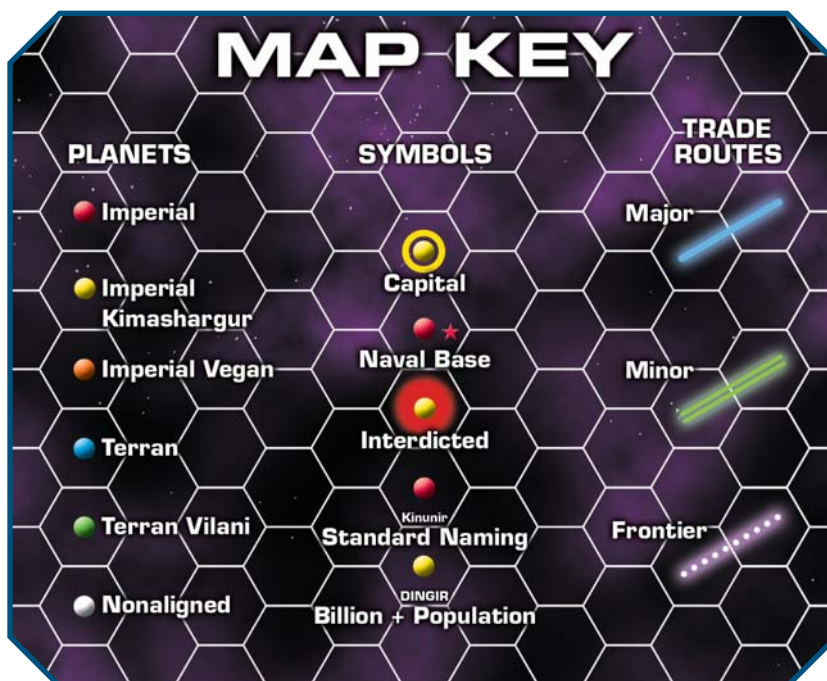 MAP KEY
PLANETS
Imperial
Imperial
Kimashargur
Imperial Vegan
Terran
Terran Vilani
Nonaligned
SYMBOLS
Capital
Naval Base
Interdicted
Kinunir
Standard Naming
DINGIR
Billion + Population
TRADE
ROUTES
Major
Minor
Frontier